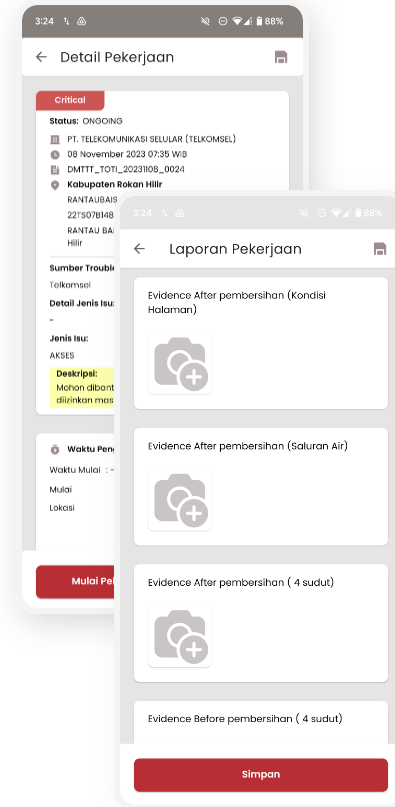 3:24
88%
Detail Pekerjaan
Critical
Status: ONGOING
PT. TELEKOMUNIKASI SELULAR (TELKOMSEL)
08 November 2023 07:35 WIB
DMTTT_TOTI_20231108_0024
Kabupaten Rokan Hilir
RANTAUBAIS
22TS07B148
RANTAU BA
Hilir
Sumber Trouble
Telkomsel
Detail Jenis Isu:
-
Jenis Isu:
AKSES
Deskripsi:
Mohon dibant
diizinkan mas
Waktu Pen
Waktu Mulai : -
Mulai
Lokasi
Mulai Pe
3:24
88%
Laporan Pekerjaan
Evidence After pembersihan (Kondisi
Halaman)
Evidence After pembersihan (Saluran Air)
Evidence After pembersihan ( 4 sudut)
Evidence Before pembersihan ( 4 sudut)
Simpan